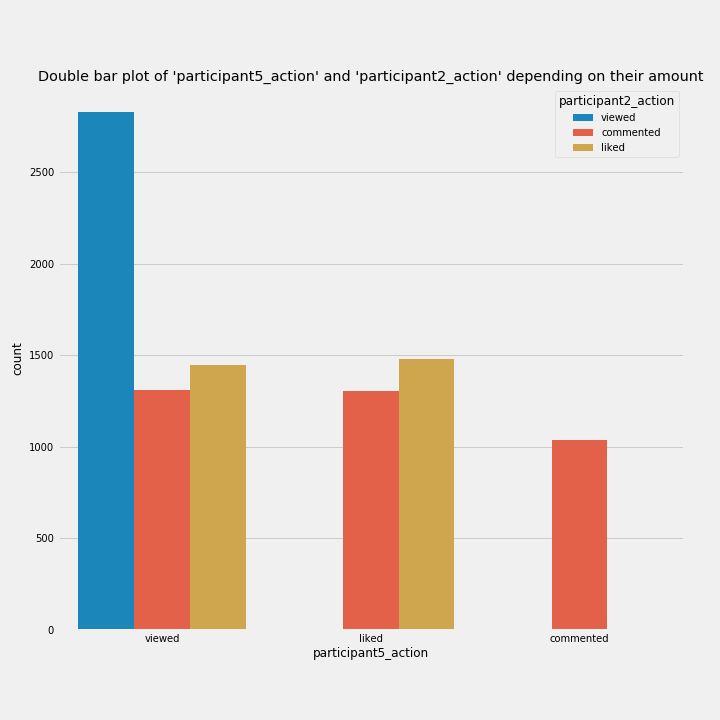 Double bar plot of 'participant5_action' and 'participant2_action' depending on their amount
participant2_action
viewed
commented
liked
2500
2000
1500
1000
500
0
count
viewed
liked
commented
participant5_action